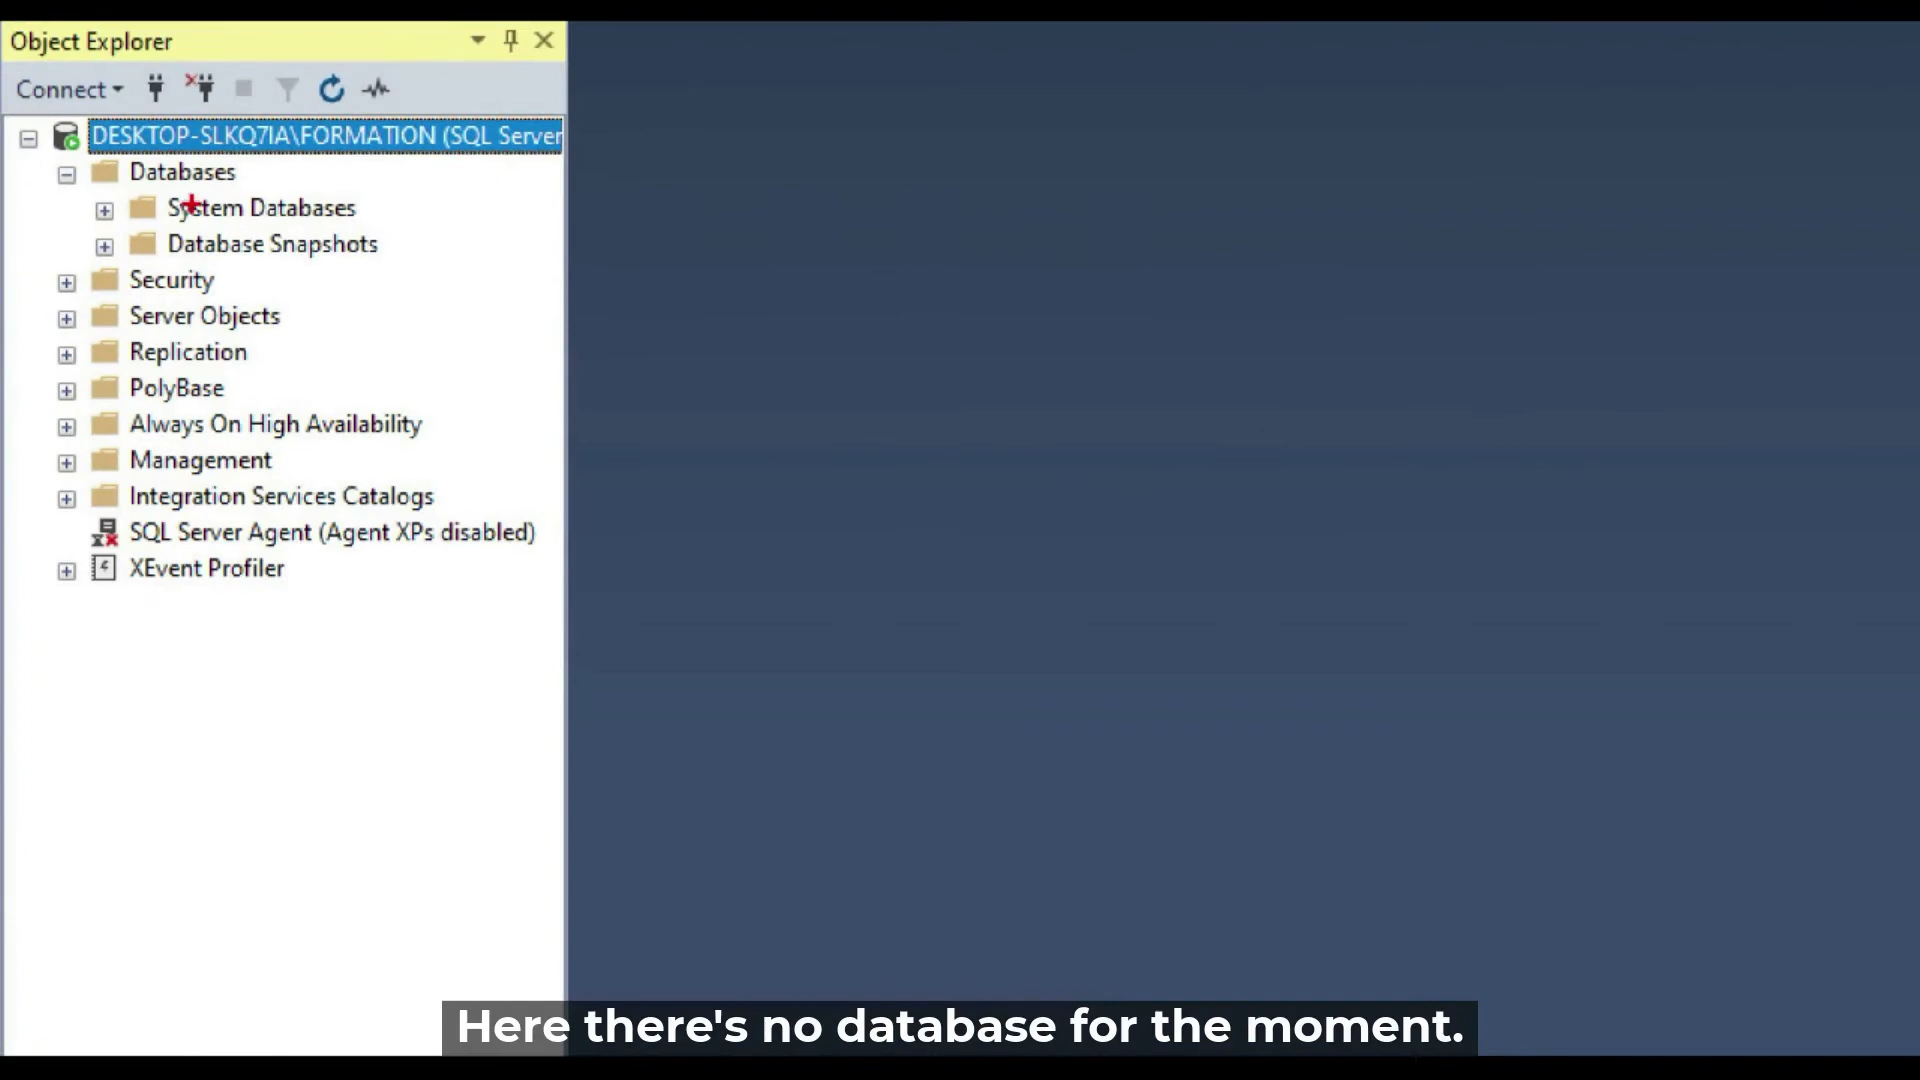 Object Explorer
Connect
DESKTOP-SLKQ7IA\FORMATION (SQL Server
Databases
System Databases
Database Snapshots
Security
Server Objects
Replication
PolyBase
Always On High Availability
Management
Integration Services Catalogs
SQL Server Agent (Agent XPs disabled)
XEvent Profiler
Here there's no database for the moment.